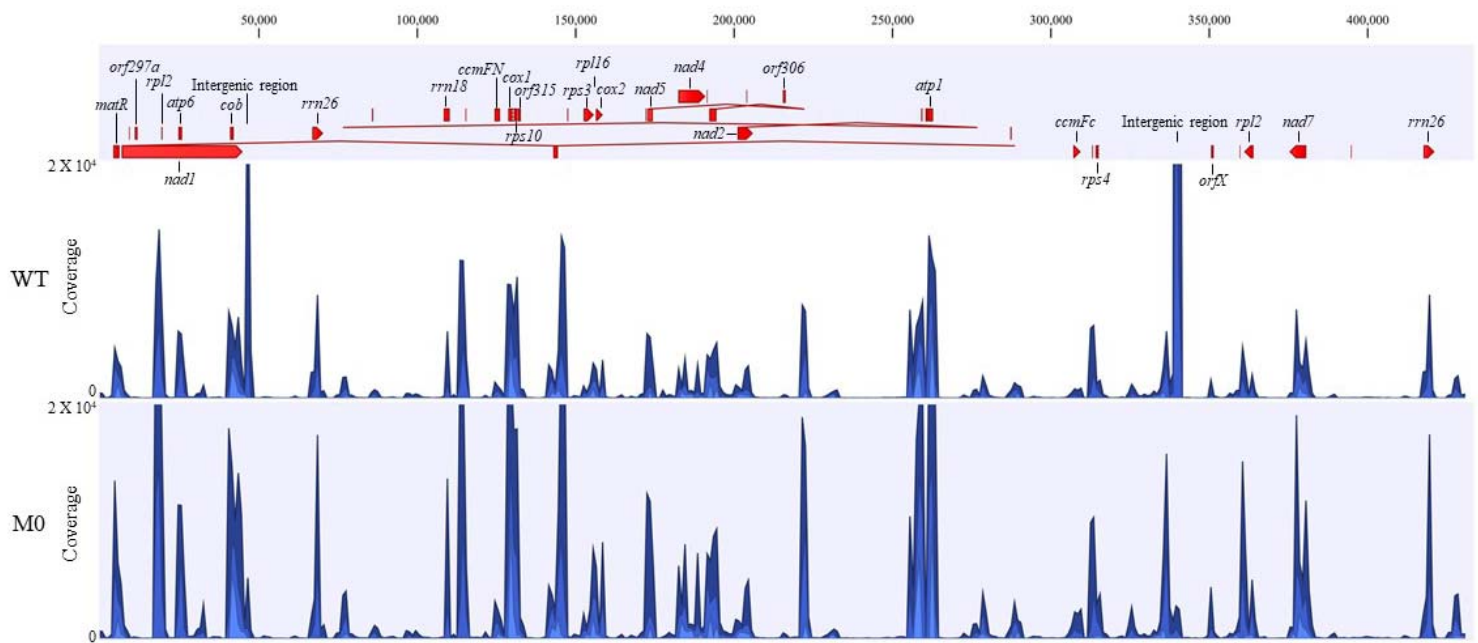 50,000 100,000 150,000 200,000 250,000 300,000 350,000 400,000
orf297a rpl2 Intergenic region ccmFN cox1 rpl16 nad4 orf306
matR atp6 cob rrn26 rrn18 orf315 rps3 cox2 nad5 atp1
rps10 nad2 ccmFc Intergenic region rpl2 nad7 rrn26
nad1 rps4 orfX
2 X 10⁴
WT
Coverage
0
2 X 10⁴
M0
Coverage
0